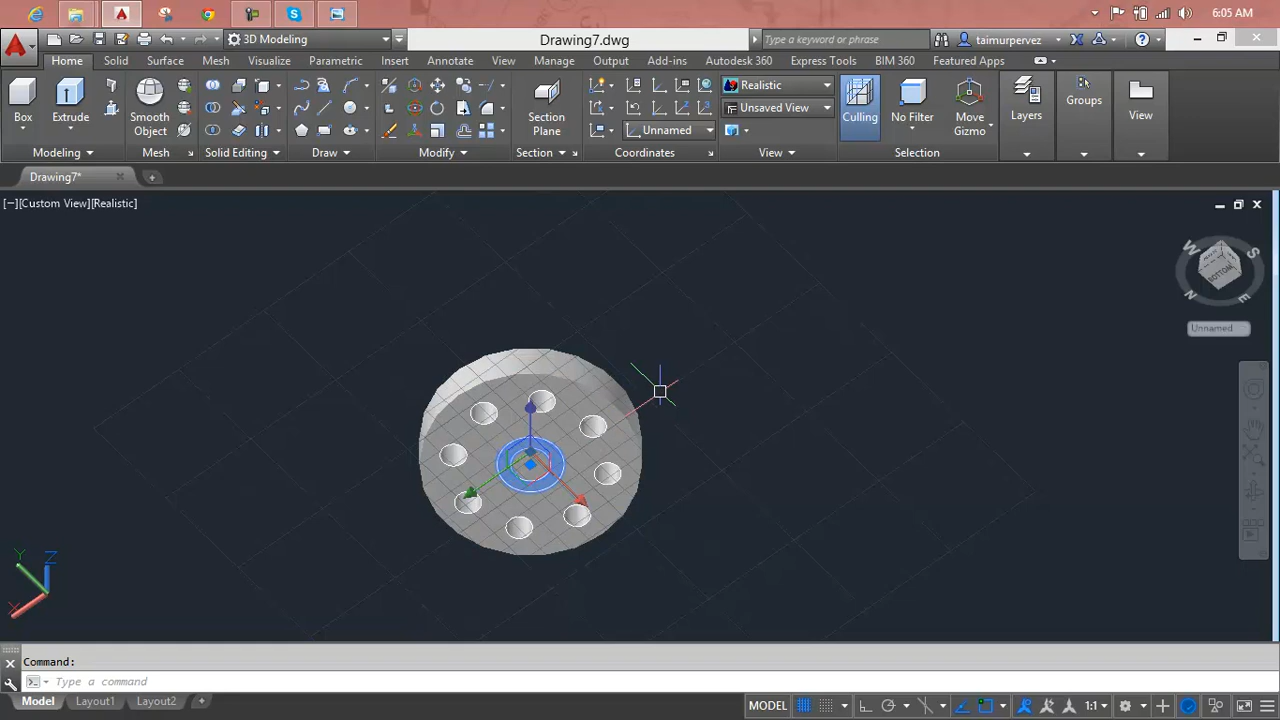 6:05 AM
3D Modeling
Drawing7.dwg
Type a keyword or phrase
taimurpervez
Home Solid Surface Mesh Visualize Parametric Insert Annotate View Manage Output Add-ins Autodesk 360 Express Tools BIM 360 Featured Apps
Realistic
Unsaved View
Unnamed
Box Extrude
Smooth Object
Section Plane
Culling
No Filter
Move Gizmo
Layers
Groups
View
Modeling Mesh Solid Editing Draw Modify Section Coordinates View Selection
Drawing7*
[−][Custom View][Realistic]
W S
BOTTOM
N E
Unnamed
Y Z
X
Command:
Type a command
Model Layout1 Layout2
MODEL
1:1